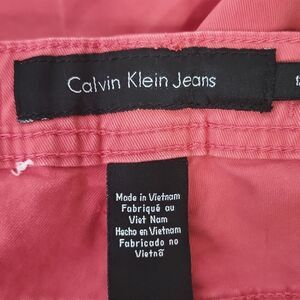 Calvin Klein Jeans
Made in Vietnam
Fabriqué au
Viet Nam
Hecho en Vietnam
Fabricado no
Vietnã